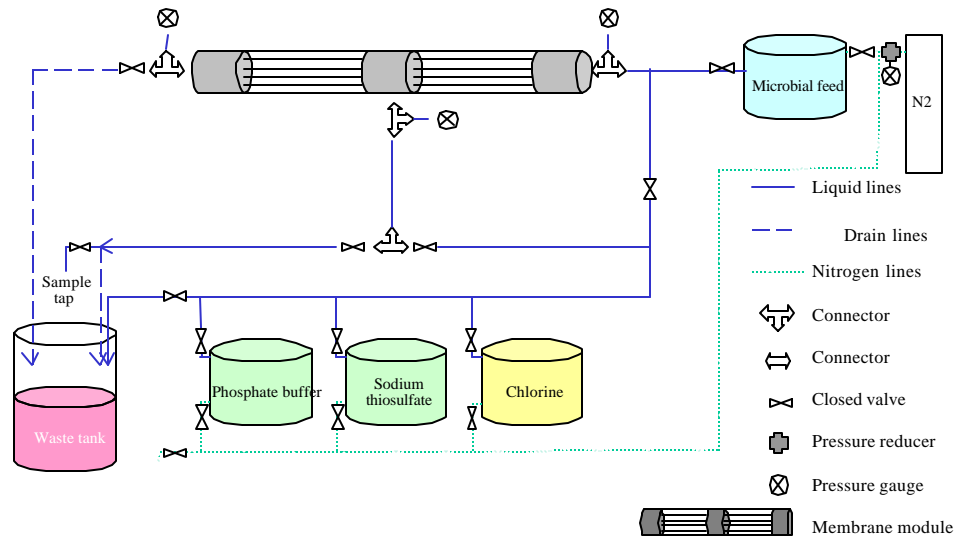 Microbial feed
N2
Liquid lines
Drain lines
Nitrogen lines
Sample
tap
Connector
Connector
Phosphate buffer
Sodium
thiosulfate
Chlorine
Closed valve
Waste tank
Pressure reducer
Pressure gauge
Membrane module